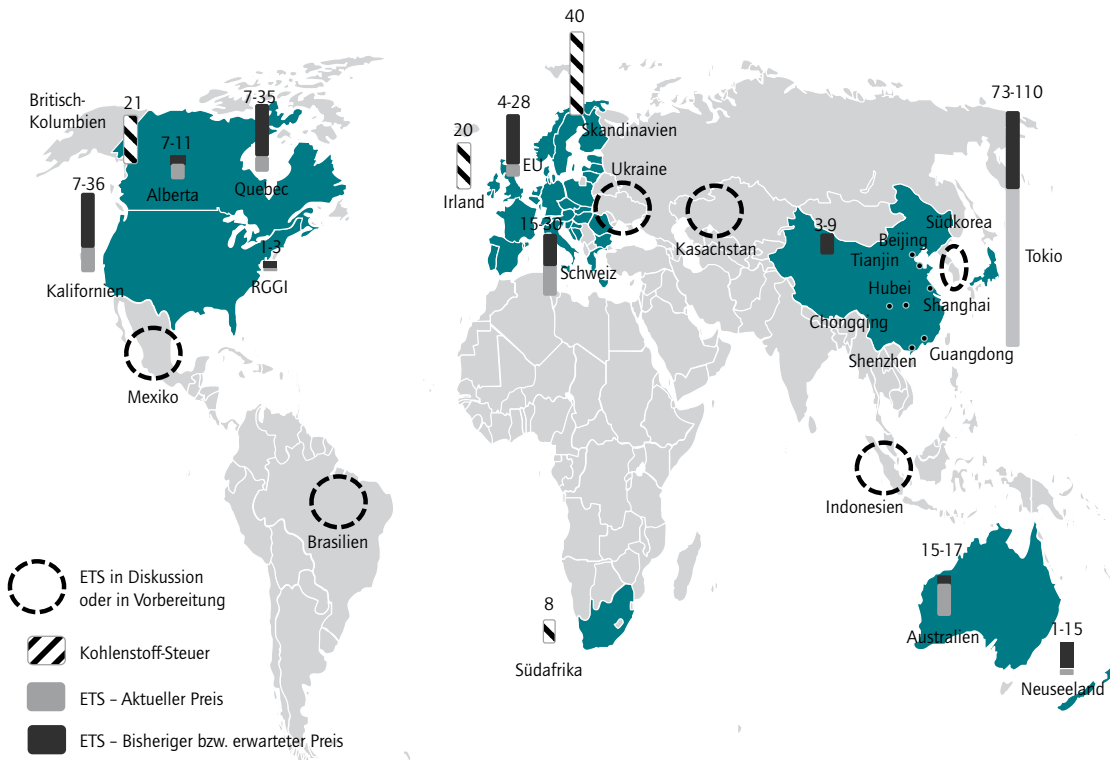 40
Skandinavien
Britisch-
Kolumbien
21
7-11
Alberta
7-35
Quebec
7-36
Kalifornien
1-3
RGGI
Mexiko
Brasilien
20
Irland
4-28
EU
Ukraine
15-30
Schweiz
Kasachstan
73-110
Tokio
3-9
Südkorea
Beijing
Tianjin
Hubei
Shanghai
Chongqing
Guangdong
Shenzhen
Indonesien
8
Südafrika
15-17
Australien
1-15
Neuseeland
ETS in Diskussion
oder in Vorbereitung
Kohlenstoff-Steuer
ETS – Aktueller Preis
ETS – Bisheriger bzw. erwarteter Preis